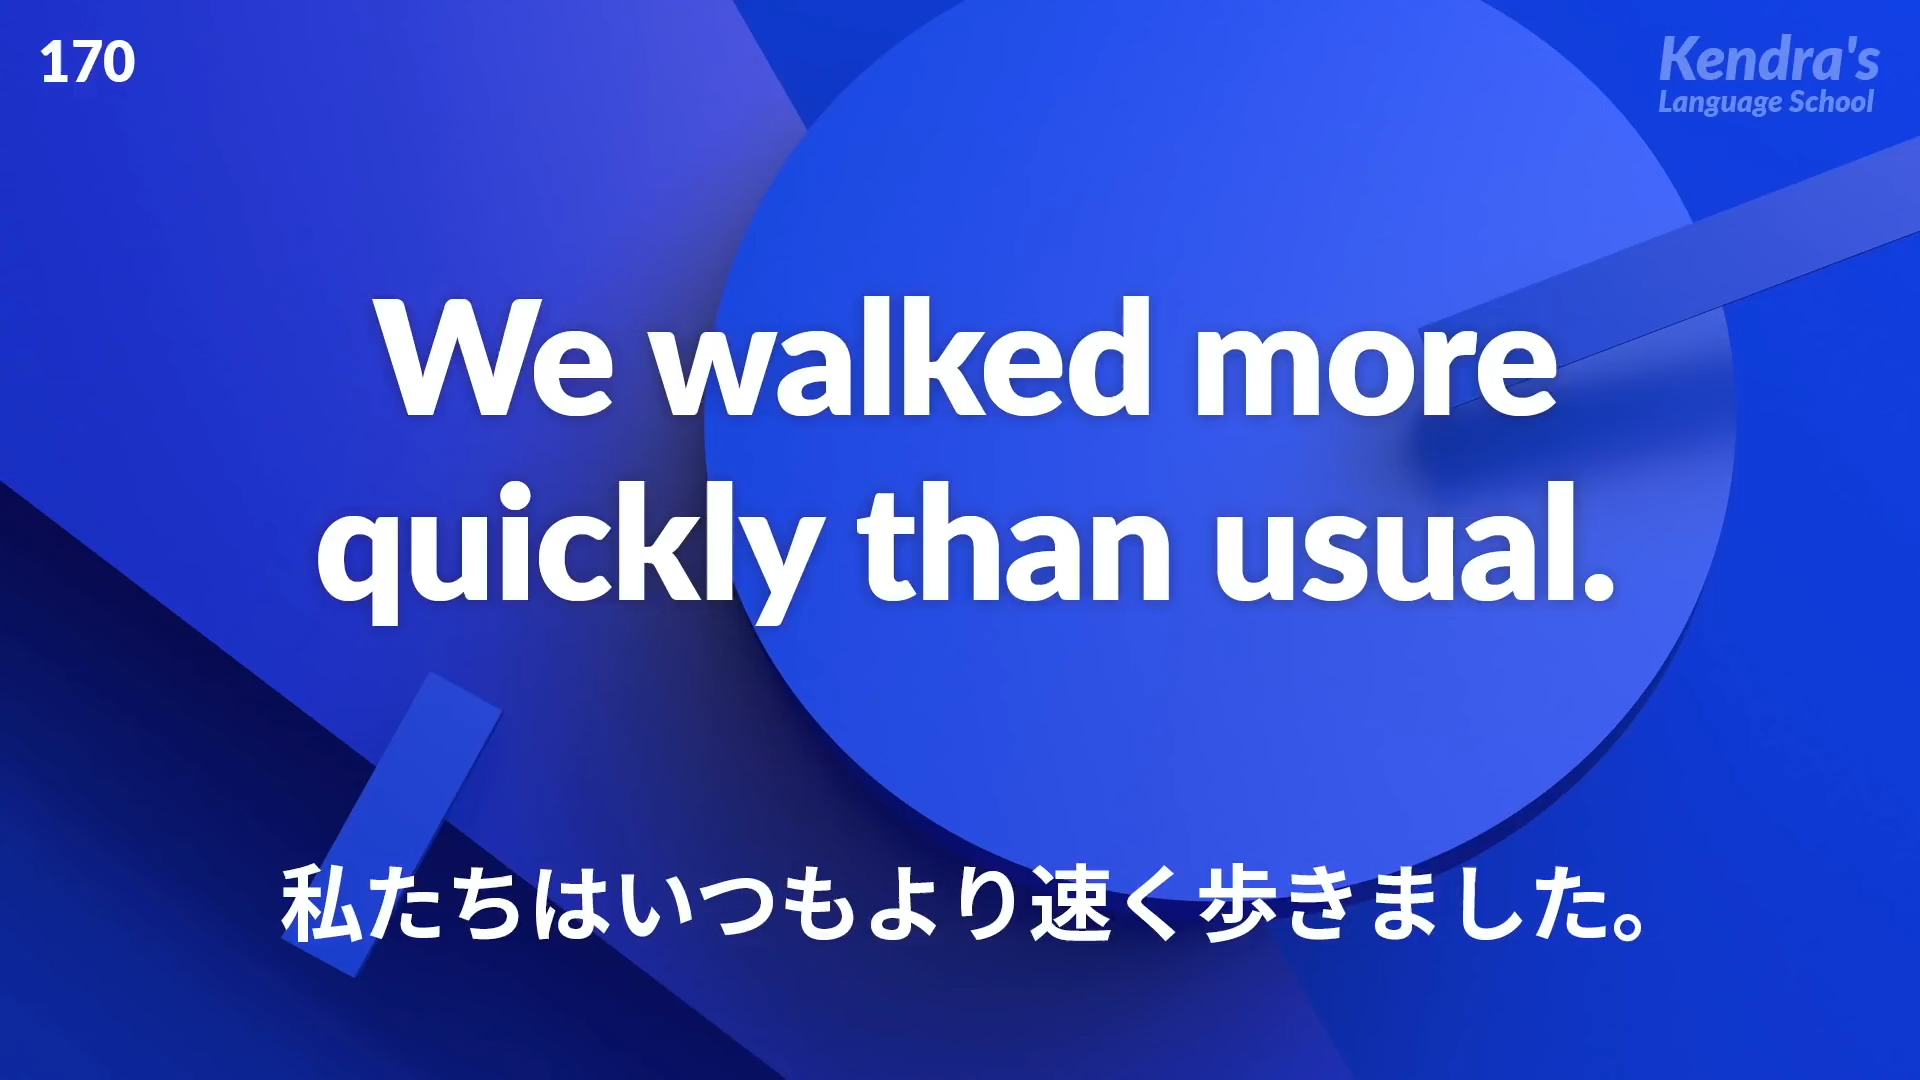 170
Kendra's
Language School
We walked more
quickly than usual.
私たちはいつもより速く歩きました。